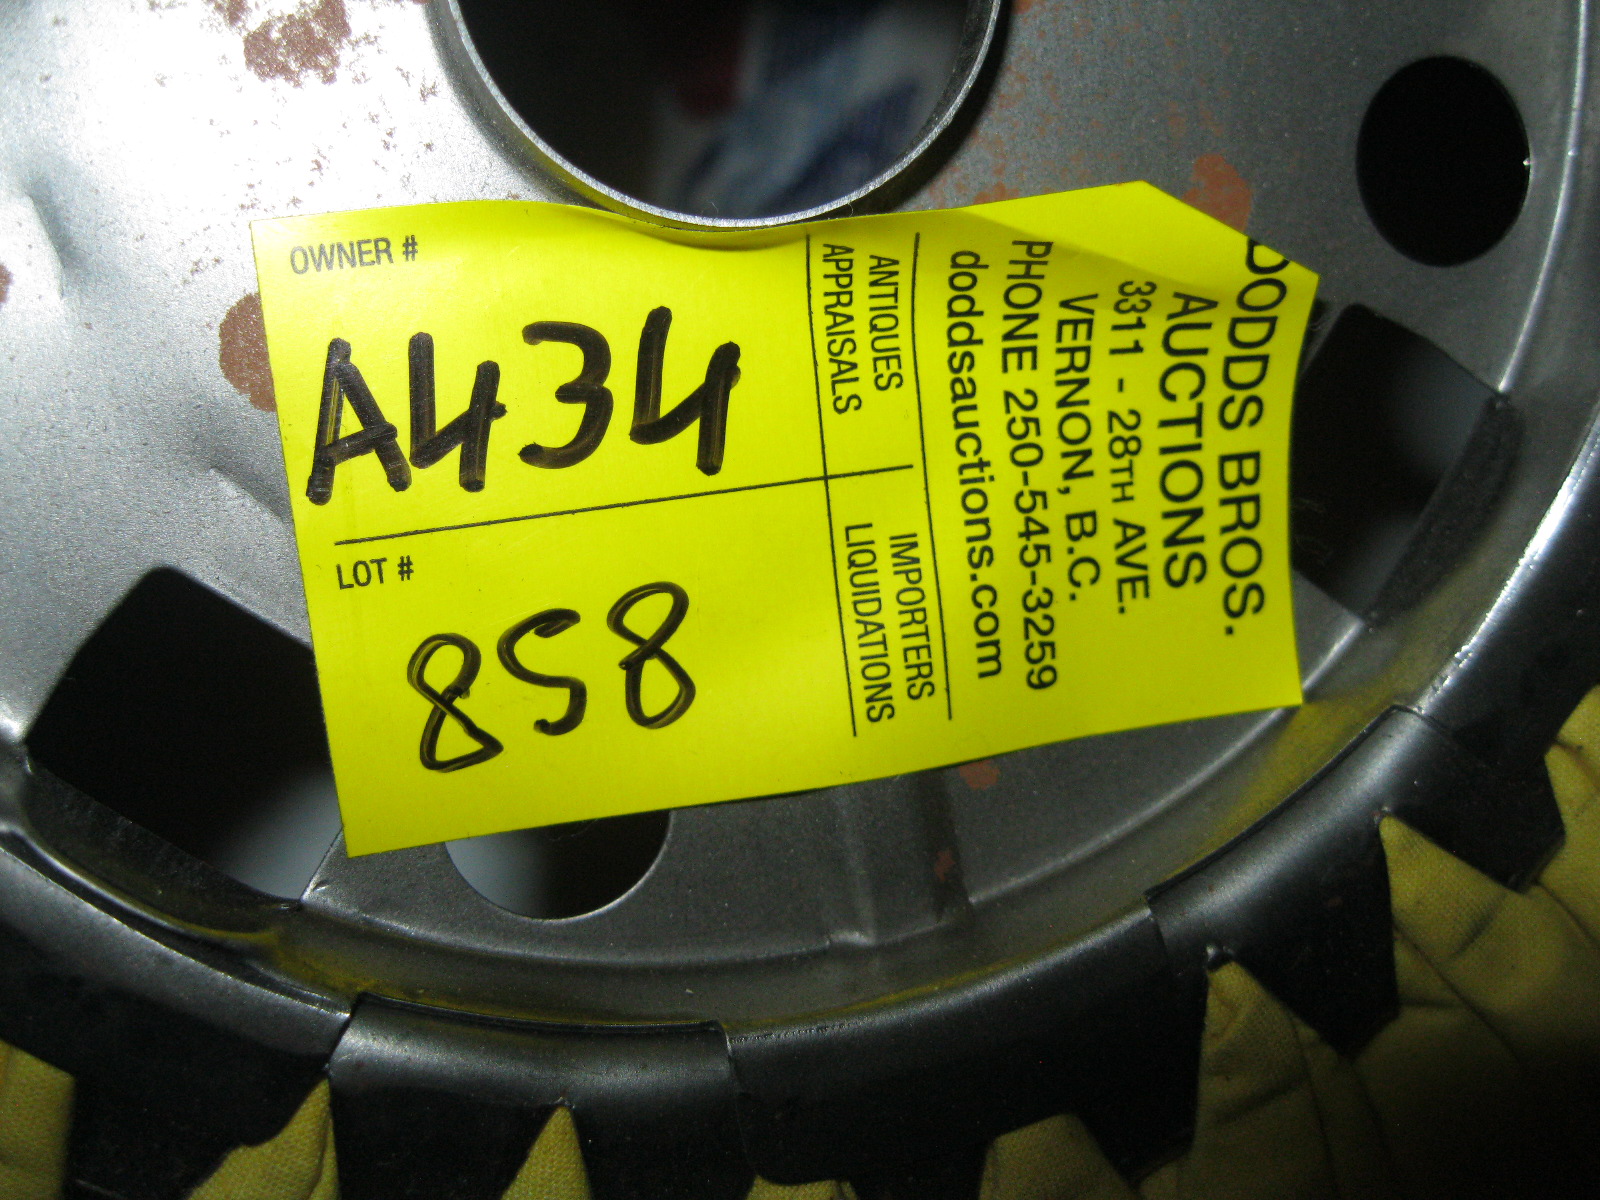 OWNER #
A434
LOT #
858
ANTIQUES
APPRAISALS
IMPORTERS
LIQUIDATIONS
DODDS BROS.
AUCTIONS
3311 - 28TH AVE.
VERNON, B.C.
PHONE 250-545-3259
doddsauctions.com